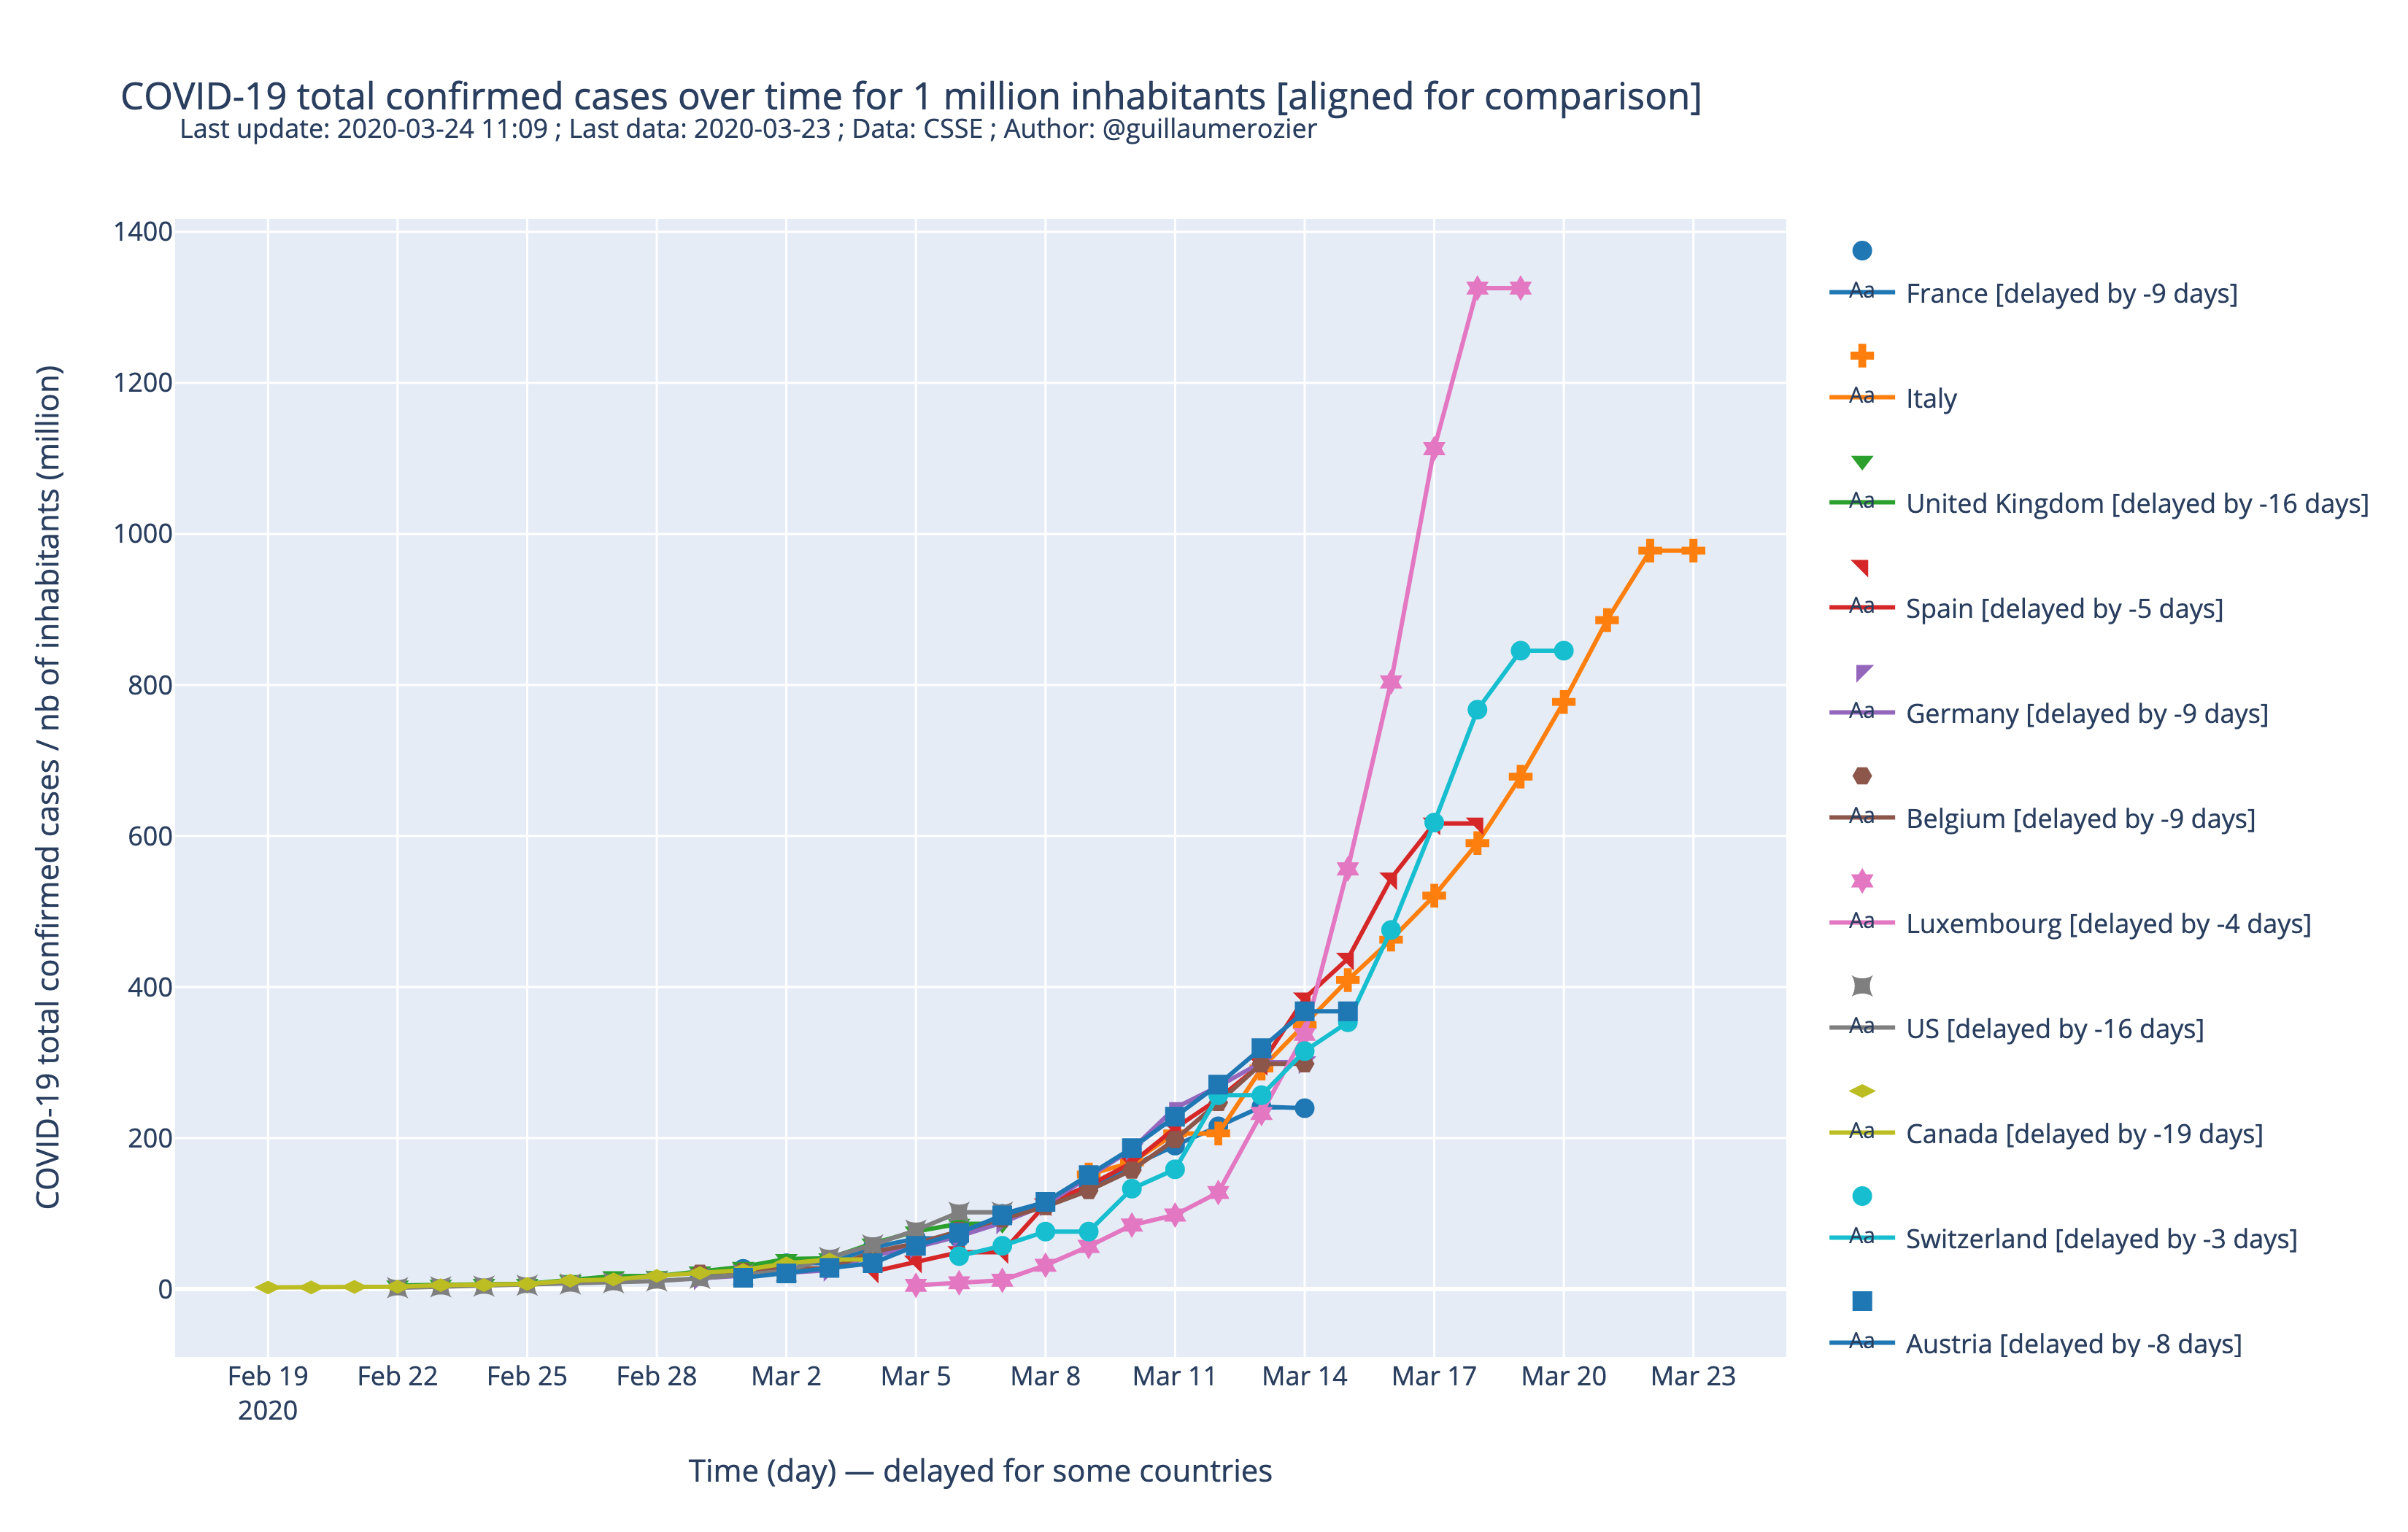 COVID-19 total confirmed cases over time for 1 million inhabitants [aligned for comparison]
Last update: 2020-03-24 11:09 ; Last data: 2020-03-23 ; Data: CSSE ; Author: @guillaumerozier
COVID-19 total confirmed cases / nb of inhabitants (million)
1400
1200
1000
800
600
400
200
0
Feb 19
2020
Feb 22
Feb 25
Feb 28
Mar 2
Mar 5
Mar 8
Mar 11
Mar 14
Mar 17
Mar 20
Mar 23
Time (day) — delayed for some countries
Aa France [delayed by -9 days]
Aa Italy
Aa United Kingdom [delayed by -16 days]
Aa Spain [delayed by -5 days]
Aa Germany [delayed by -9 days]
Aa Belgium [delayed by -9 days]
Aa Luxembourg [delayed by -4 days]
Aa US [delayed by -16 days]
Aa Canada [delayed by -19 days]
Aa Switzerland [delayed by -3 days]
Aa Austria [delayed by -8 days]